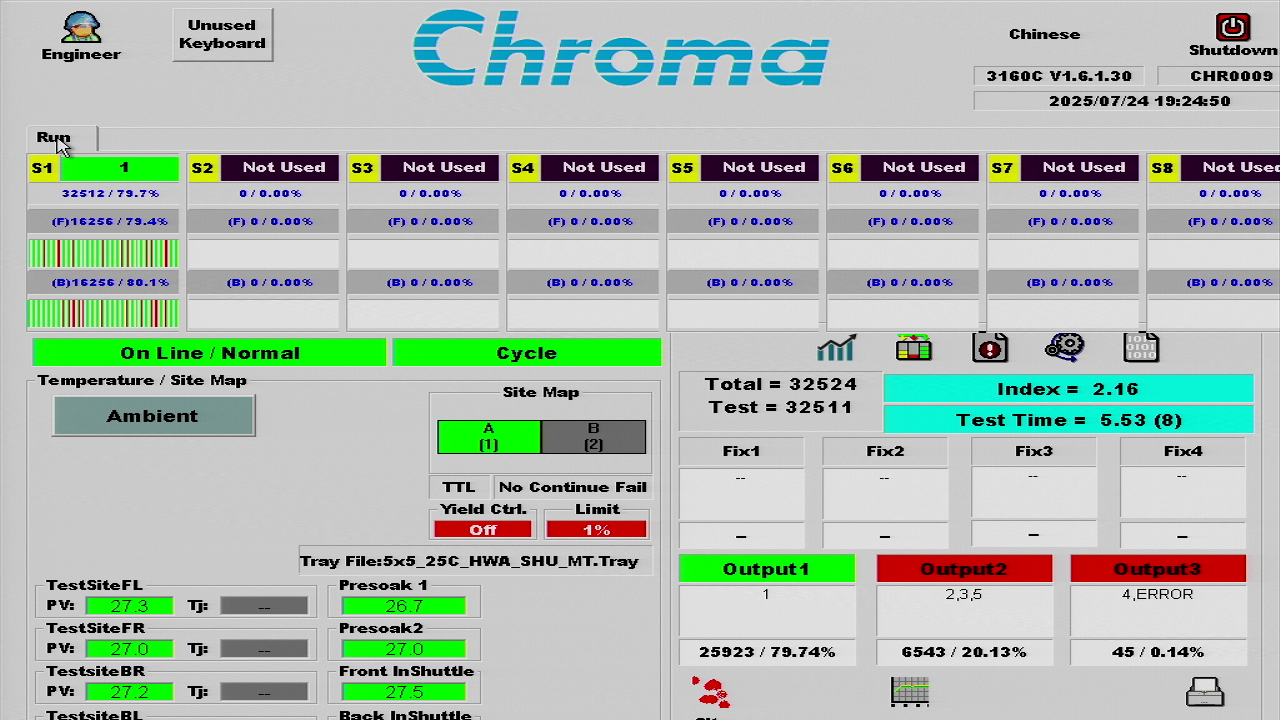 Engineer
Unused
Keyboard
Chroma
Chinese
Shutdown
3160C V1.6.1.30
CHR0009
2025/07/24 19:24:50
Run
S1 1 S2 Not Used S3 Not Used S4 Not Used S5 Not Used S6 Not Used S7 Not Used S8 Not Used
32512 / 79.7% 0 / 0.00% 0 / 0.00% 0 / 0.00% 0 / 0.00% 0 / 0.00% 0 / 0.00% 0 / 0.00%
(F)16256 / 79.4% (F) 0 / 0.00% (F) 0 / 0.00% (F) 0 / 0.00% (F) 0 / 0.00% (F) 0 / 0.00% (F) 0 / 0.00% (F) 0 / 0.00%
(B)16256 / 80.1% (B) 0 / 0.00% (B) 0 / 0.00% (B) 0 / 0.00% (B) 0 / 0.00% (B) 0 / 0.00% (B) 0 / 0.00% (B) 0 / 0.00%
On Line / Normal
Cycle
Temperature / Site Map
Ambient
Site Map
A B
(1) (2)
TTL
No Continue Fail
Yield Ctrl.
Off
Limit
1%
Tray File:5x5_25C_HWA_SHU_MT.Tray
TestSiteFL
PV: 27.3 Tj: --
Presoak 1
26.7
TestSiteFR
PV: 27.0 Tj: --
Presoak2
27.0
TestsiteBR
PV: 27.2 Tj: --
Front InShuttle
27.5
TestsiteBL
Back InShuttle
Total = 32524
Test = 32511
Index = 2.16
Test Time = 5.53 (8)
Fix1 Fix2 Fix3 Fix4
-- -- -- --
-- -- -- --
Output1 Output2 Output3
1 2,3,5 4,ERROR
25923 / 79.74% 6543 / 20.13% 45 / 0.14%